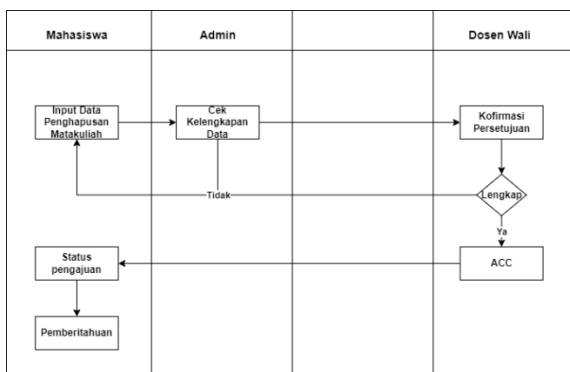 Mahasiswa
Admin
Dosen Wali
Input Data
Penghapusan
Matakuliah
Cek
Kelengkapan
Data
Kofirmasi
Persetujuan
Tidak
Lengkap
Ya
Status
pengajuan
ACC
Pemberitahuan